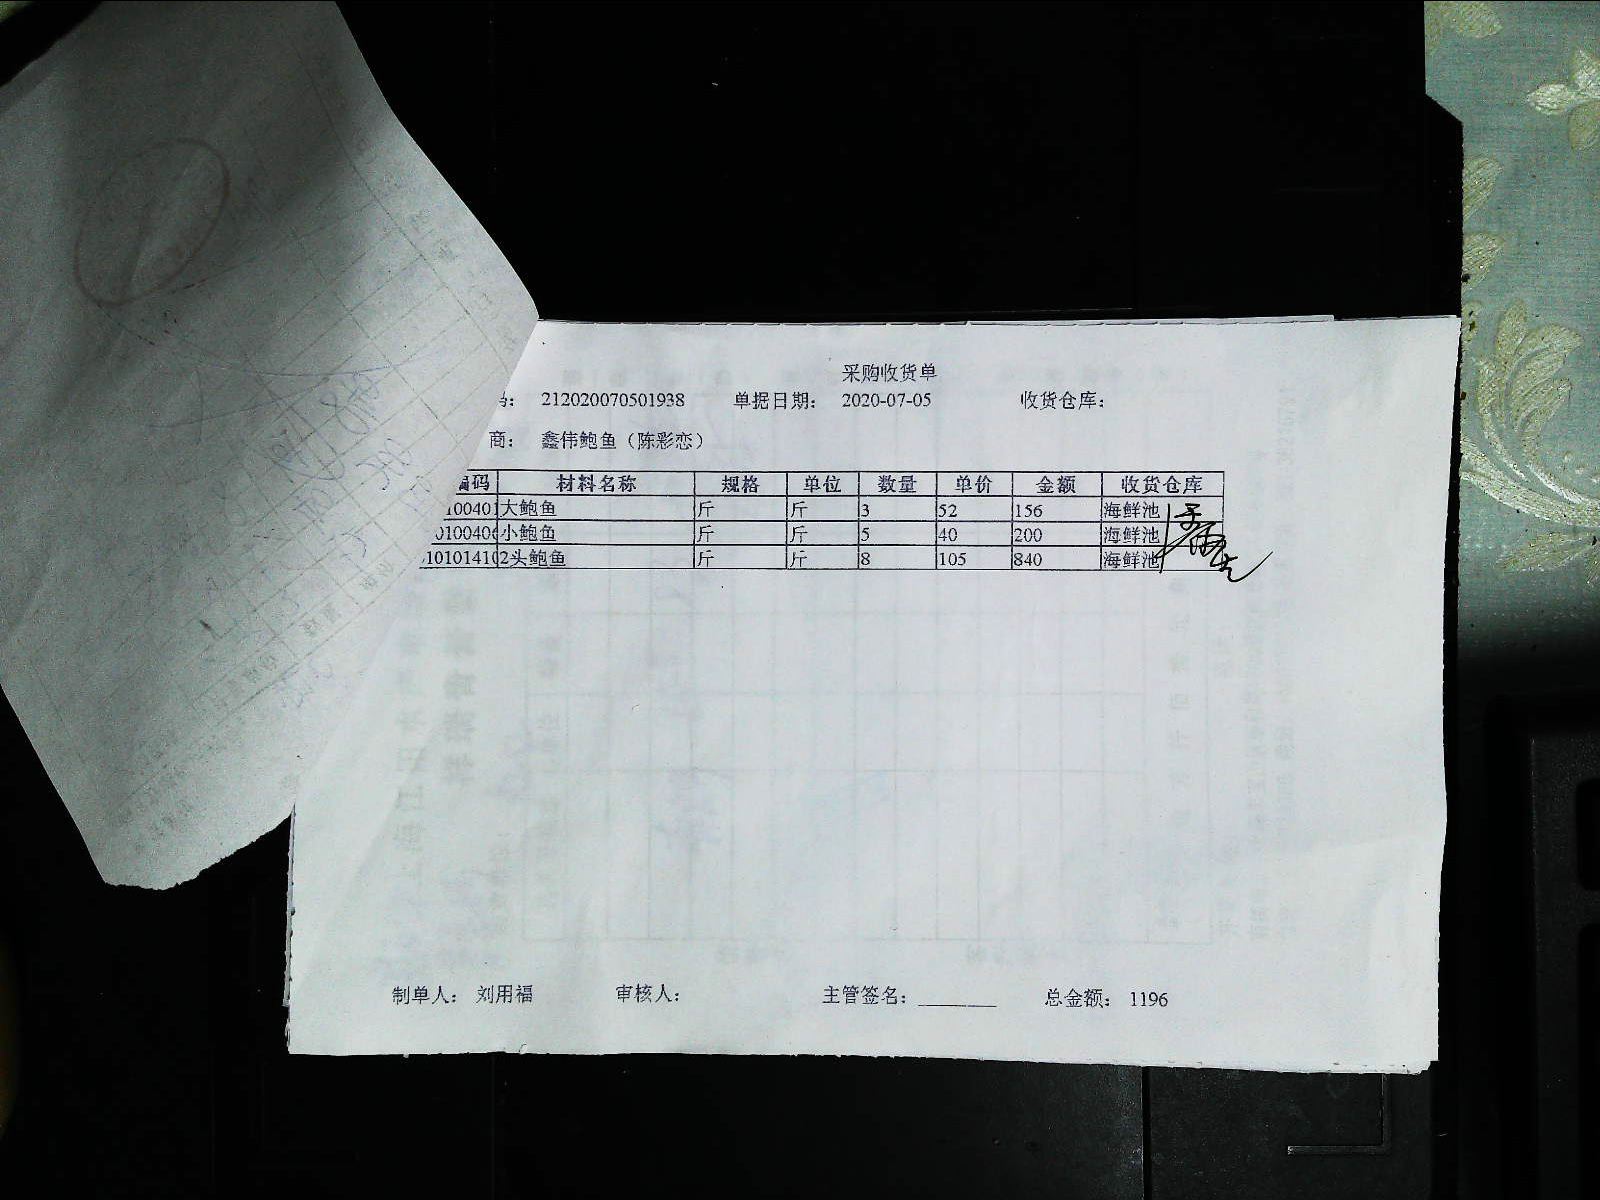 采购收货单
码： 212020070501938 单据日期： 2020-07-05 收货仓库：
商： 鑫伟鲍鱼（陈彩恋）
编码 材料名称 规格 单位 数量 单价 金额 收货仓库
100401 大鲍鱼 斤 斤 3 52 156 海鲜池
0100406 小鲍鱼 斤 斤 5 40 200 海鲜池
10101410 2头鲍鱼 斤 斤 8 105 840 海鲜池
制单人： 刘用福 审核人： 主管签名： 总金额： 1196